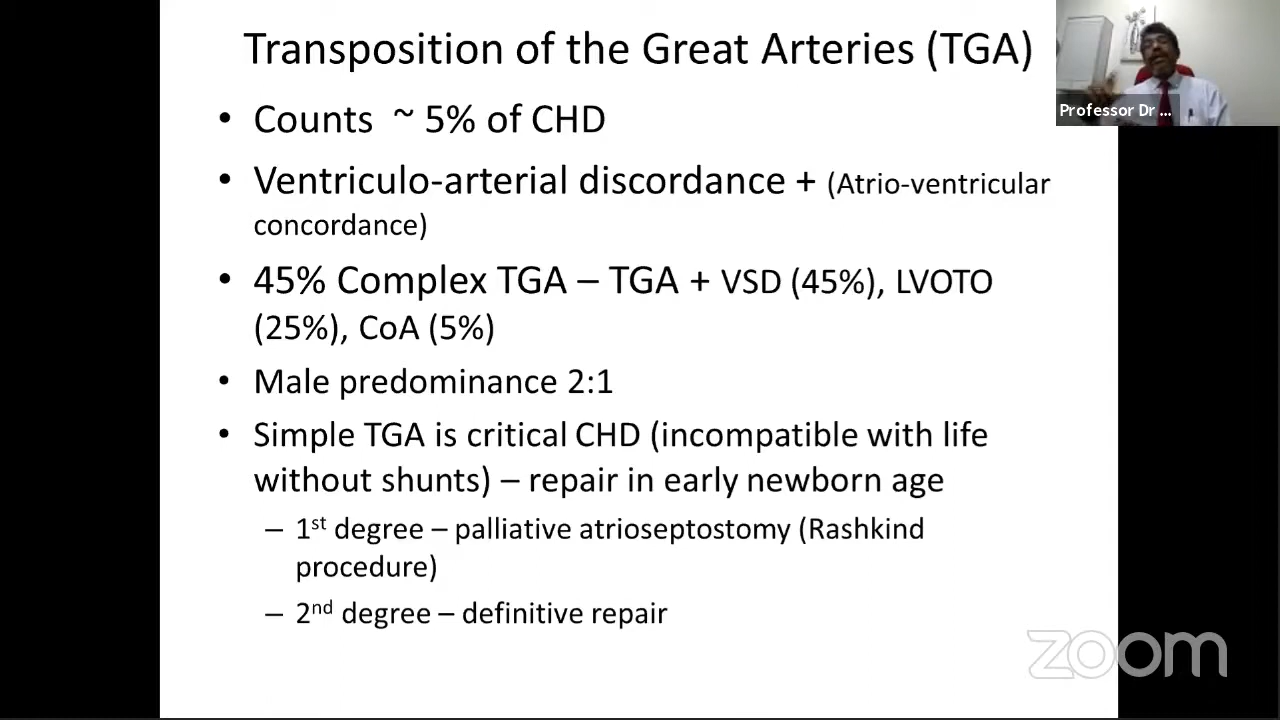 Transposition of the Great Arteries (TGA)
Professor Dr ...
• Counts ~ 5% of CHD
• Ventriculo-arterial discordance + (Atrio-ventricular
concordance)
• 45% Complex TGA – TGA + VSD (45%), LVOTO
(25%), CoA (5%)
• Male predominance 2:1
• Simple TGA is critical CHD (incompatible with life
without shunts) – repair in early newborn age
– 1st degree – palliative atrioseptostomy (Rashkind
procedure)
– 2nd degree – definitive repair
zoom